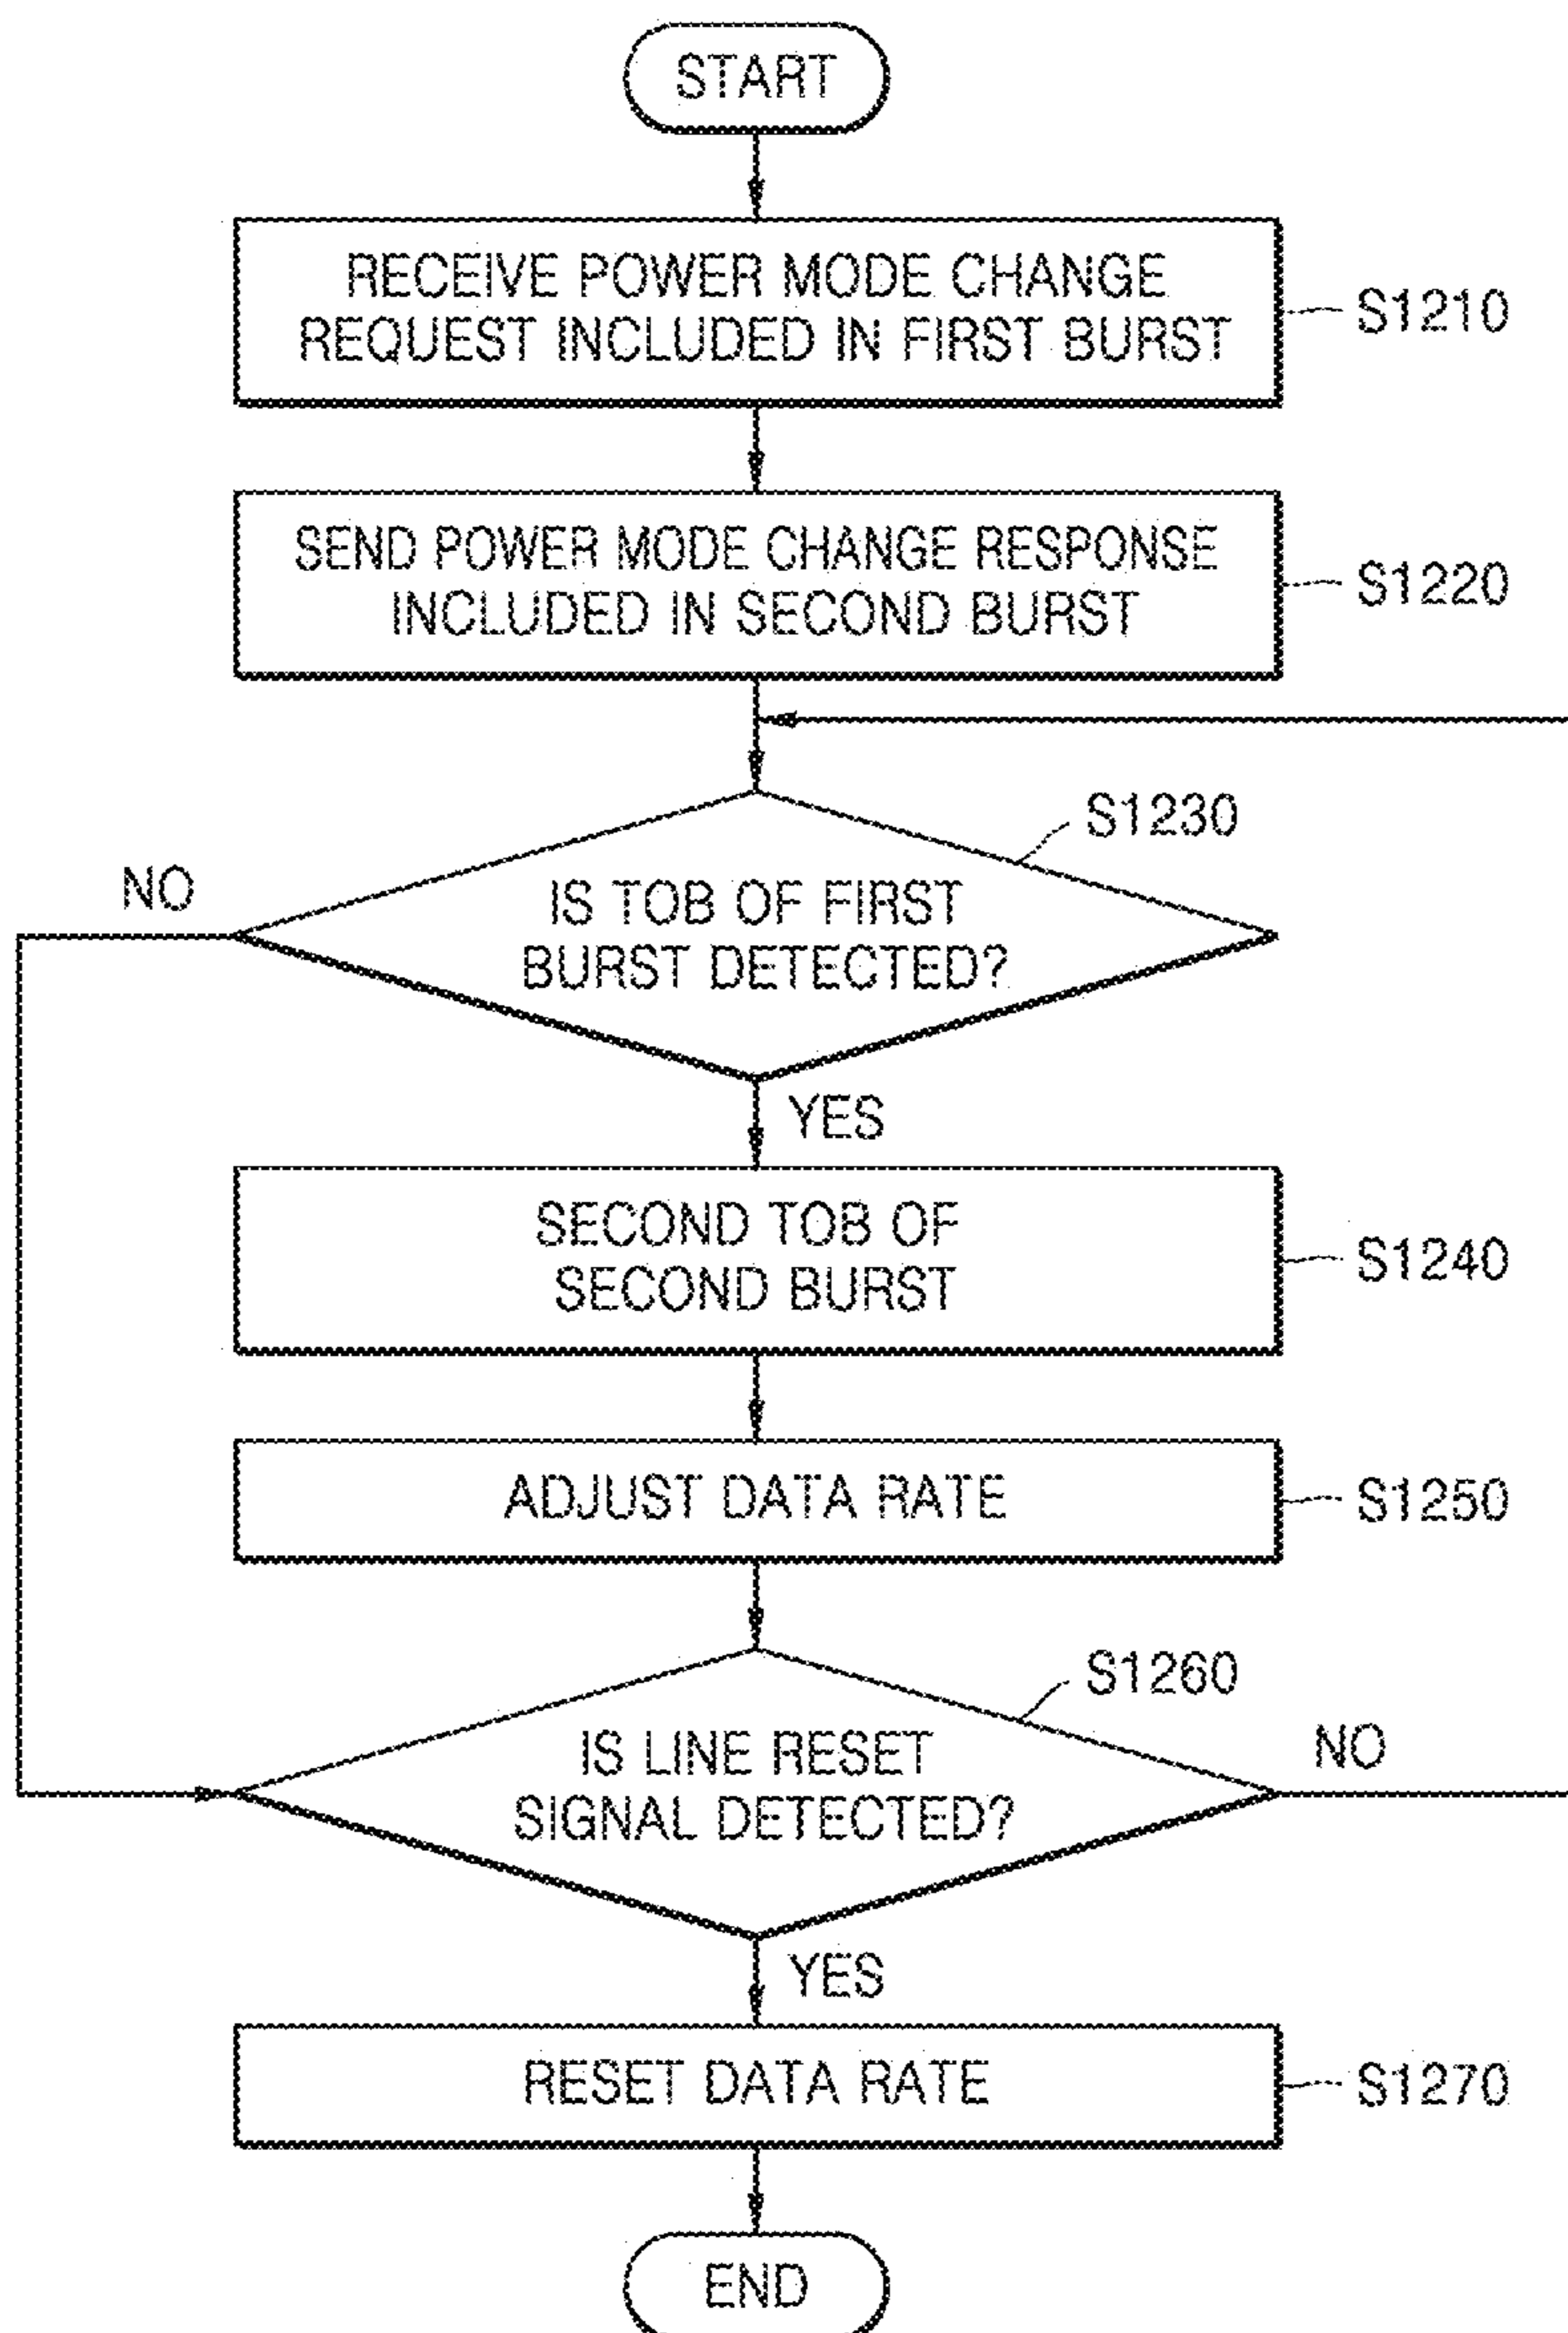 START
RECEIVE POWER MODE CHANGE
REQUEST INCLUDED IN FIRST BURST
S1210
SEND POWER MODE CHANGE RESPONSE
INCLUDED IN SECOND BURST
S1220
S1230
NO
IS TOB OF FIRST
BURST DETECTED?
YES
SECOND TOB OF
SECOND BURST
S1240
ADJUST DATA RATE
S1250
S1260
IS LINE RESET
SIGNAL DETECTED?
NO
YES
RESET DATA RATE
S1270
END